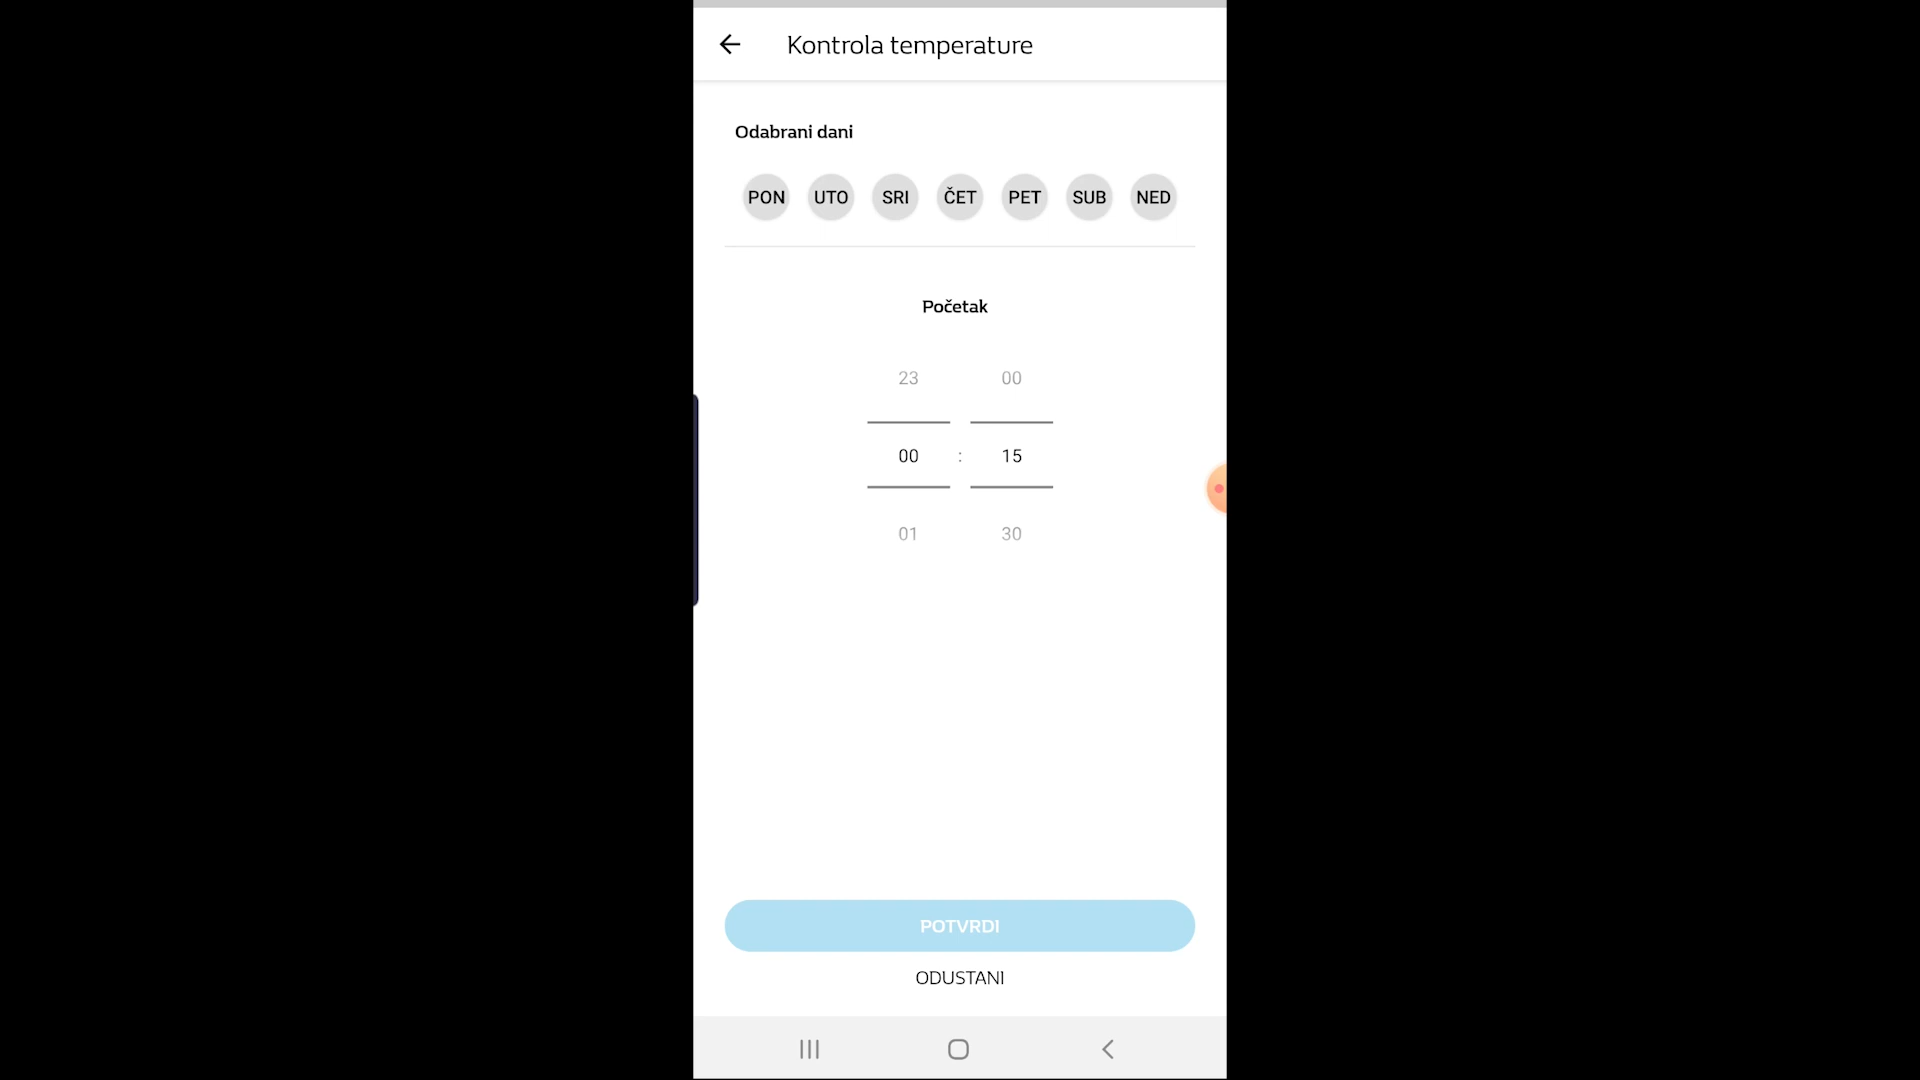 Kontrola temperature
Odabrani dani
PON UTO SRI ČET PET SUB NED
Početak
23 00
00 : 15
01 30
POTVRDI
ODUSTANI